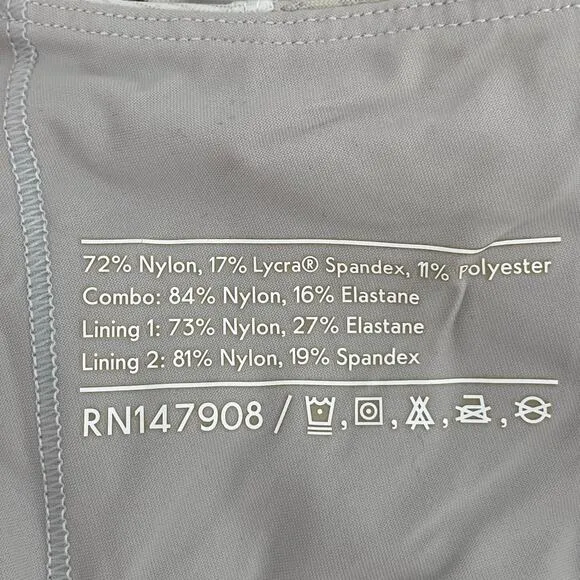 72% Nylon, 17% Lycra® Spandex, 11% Polyester
Combo: 84% Nylon, 16% Elastane
Lining 1: 73% Nylon, 27% Elastane
Lining 2: 81% Nylon, 19% Spandex
RN147908 / , , , ,